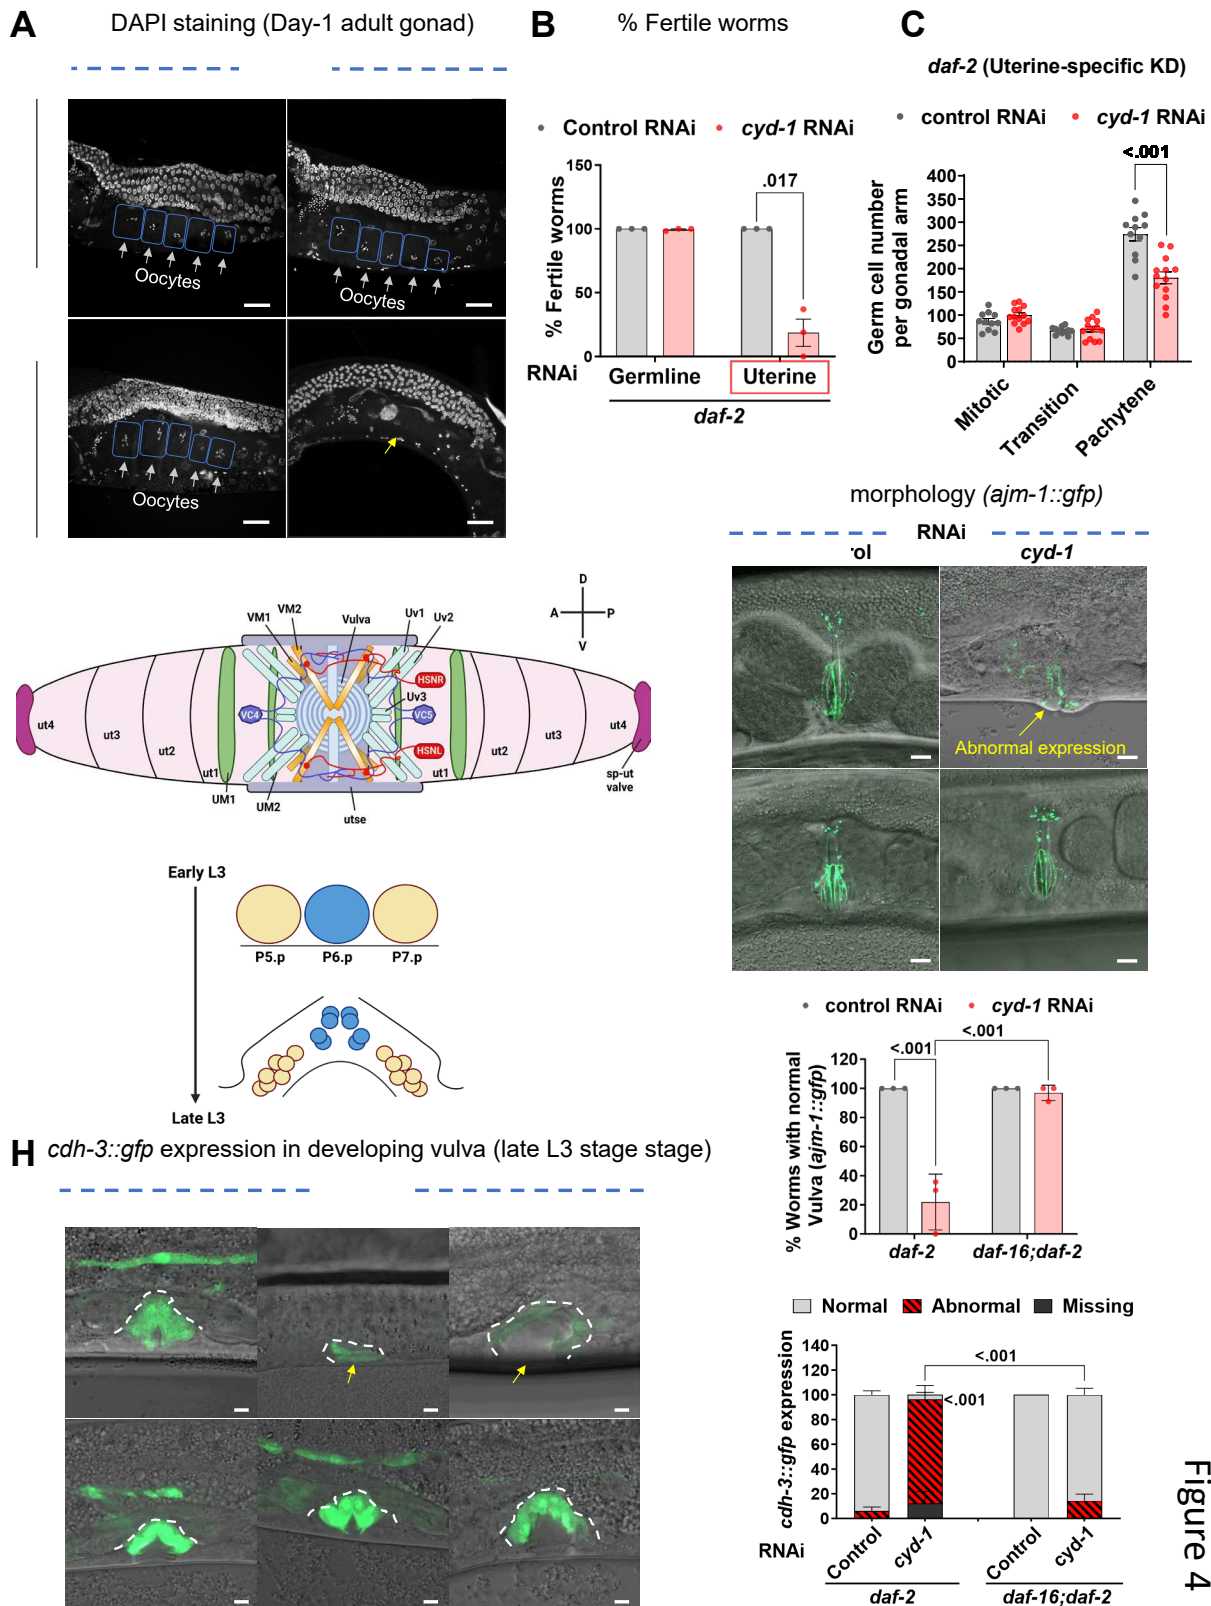 A
DAPI staining (Day-1 adult gonad)
Oocytes
Oocytes
Oocytes
B
% Fertile worms
Control RNAi
cyd-1 RNAi
% Fertile worms
150
100
50
0
.017
RNAi
Germline
Uterine
daf-2
C
daf-2 (Uterine-specific KD)
control RNAi
cyd-1 RNAi
<.001
Germ cell number
per gonadal arm
400
350
300
250
200
150
100
50
0
Mitotic
Transition
Pachytene
morphology (ajm-1::gfp)
RNAi
ol
cyd-1
Abnormal expression
D
A
P
V
VM1
VM2
Vulva
Uv1
Uv2
HSNR
Uv3
VC4
VC5
HSNL
ut4
ut3
ut2
ut1
ut1
ut2
ut3
ut4
UM1
UM2
utse
sp-ut
valve
Early L3
P5.p
P6.p
P7.p
Late L3
control RNAi
cyd-1 RNAi
<.001
<.001
% Worms with normal
Vulva (ajm-1::gfp)
120
100
80
60
40
20
0
daf-2
daf-16;daf-2
H
cdh-3::gfp expression in developing vulva (late L3 stage stage)
Normal
Abnormal
Missing
<.001
<.001
cdh-3::gfp expression
140
120
100
80
60
40
20
0
RNAi
Control
cyd-1
Control
cyd-1
daf-2
daf-16;daf-2
Figure 4